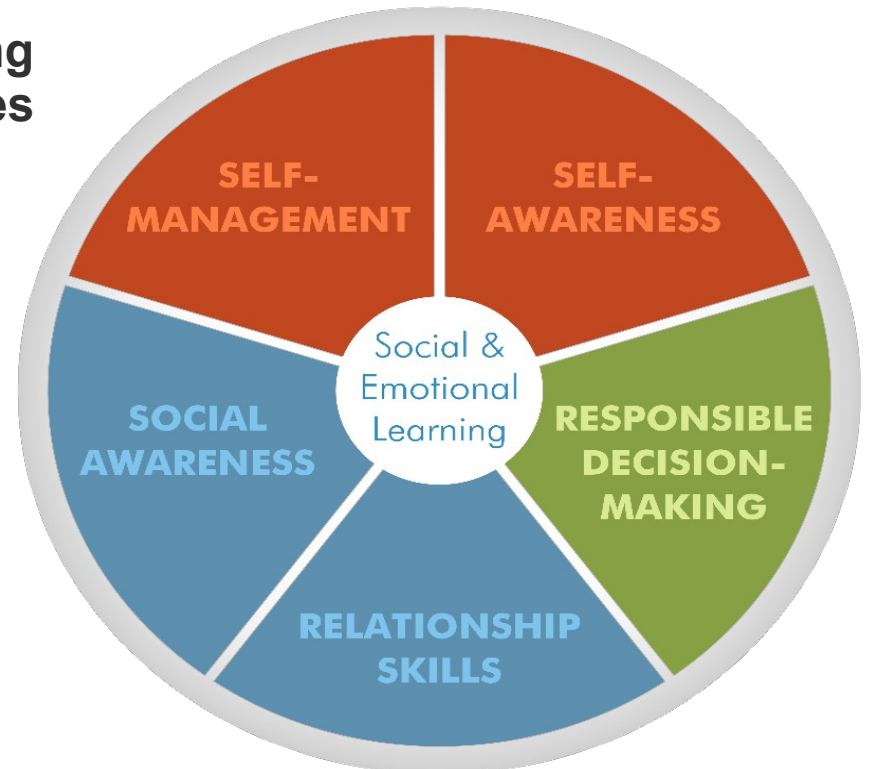 SELF-
MANAGEMENT
SELF-
AWARENESS
Social &
Emotional
Learning
SOCIAL
AWARENESS
RESPONSIBLE
DECISION-
MAKING
RELATIONSHIP
SKILLS